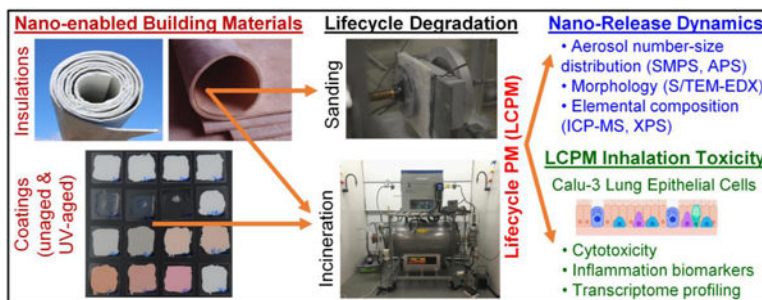 Nano-enabled Building Materials
Insulations
Coatings
(unaged &
UV-aged)
Lifecycle Degradation
Sanding
Incineration
Lifecycle PM (LCPM)
Nano-Release Dynamics
• Aerosol number-size
distribution (SMPS, APS)
• Morphology (S/TEM-EDX)
• Elemental composition
(ICP-MS, XPS)
LCPM Inhalation Toxicity
Calu-3 Lung Epithelial Cells
• Cytotoxicity
• Inflammation biomarkers
• Transcriptome profiling